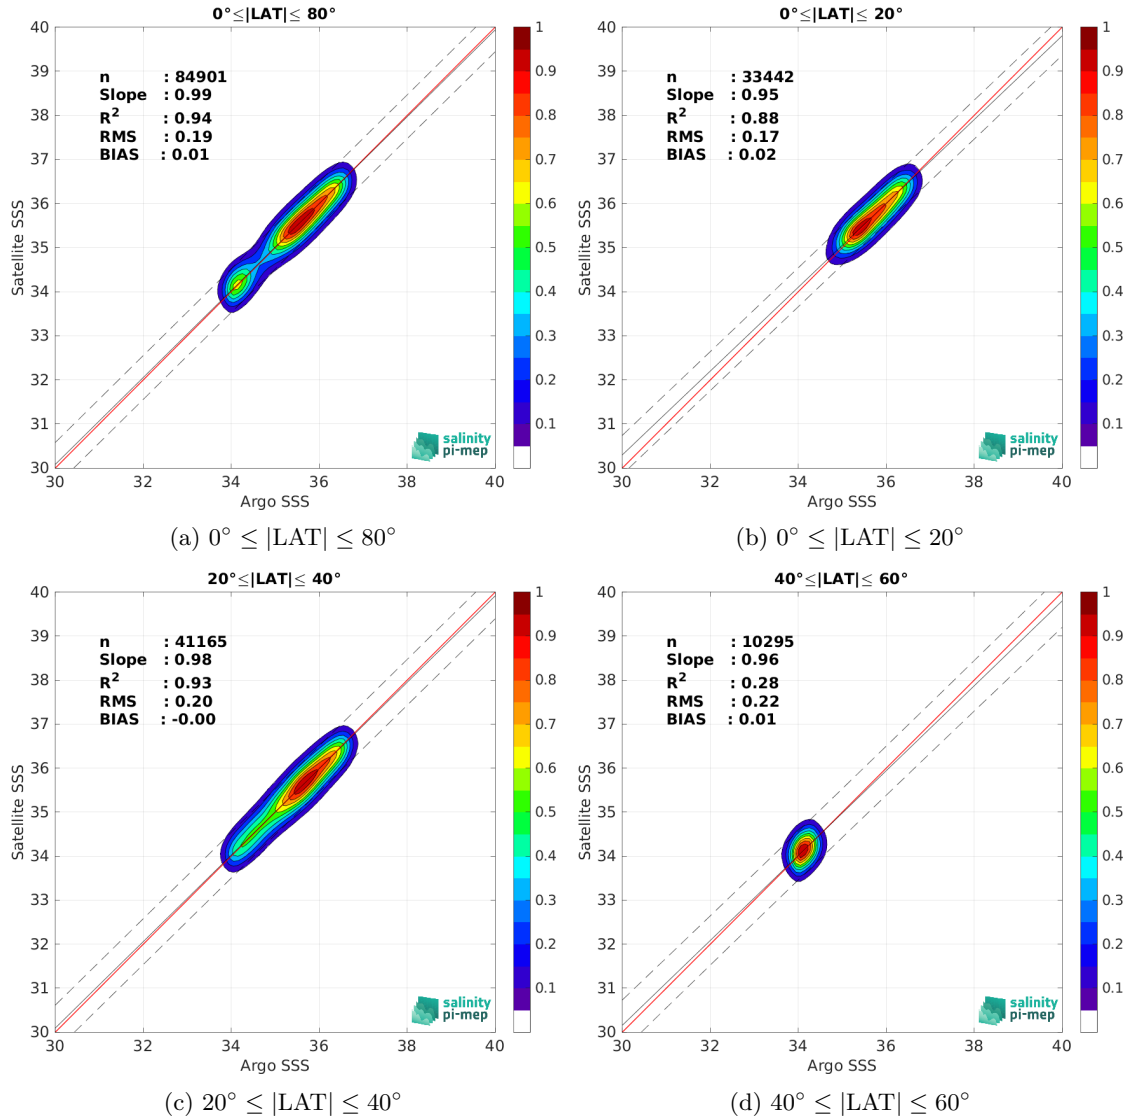 0°≤|LAT|≤ 80°
40
39
38
37
36
35
34
33
32
31
30
Satellite SSS
n : 84901
Slope : 0.99
R2 : 0.94
RMS : 0.19
BIAS : 0.01
salinity
pi-mep
30 32 34 36 38 40
Argo SSS
1
0.9
0.8
0.7
0.6
0.5
0.4
0.3
0.2
0.1
(a) 0° ≤ |LAT| ≤ 80°
0°≤|LAT|≤ 20°
40
39
38
37
36
35
34
33
32
31
30
Satellite SSS
n : 33442
Slope : 0.95
R2 : 0.88
RMS : 0.17
BIAS : 0.02
salinity
pi-mep
30 32 34 36 38 40
Argo SSS
1
0.9
0.8
0.7
0.6
0.5
0.4
0.3
0.2
0.1
(b) 0° ≤ |LAT| ≤ 20°
20°≤|LAT|≤ 40°
40
39
38
37
36
35
34
33
32
31
30
Satellite SSS
n : 41165
Slope : 0.98
R2 : 0.93
RMS : 0.20
BIAS : -0.00
salinity
pi-mep
30 32 34 36 38 40
Argo SSS
1
0.9
0.8
0.7
0.6
0.5
0.4
0.3
0.2
0.1
(c) 20° ≤ |LAT| ≤ 40°
40°≤|LAT|≤ 60°
40
39
38
37
36
35
34
33
32
31
30
Satellite SSS
n : 10295
Slope : 0.96
R2 : 0.28
RMS : 0.22
BIAS : 0.01
salinity
pi-mep
30 32 34 36 38 40
Argo SSS
1
0.9
0.8
0.7
0.6
0.5
0.4
0.3
0.2
0.1
(d) 40° ≤ |LAT| ≤ 60°